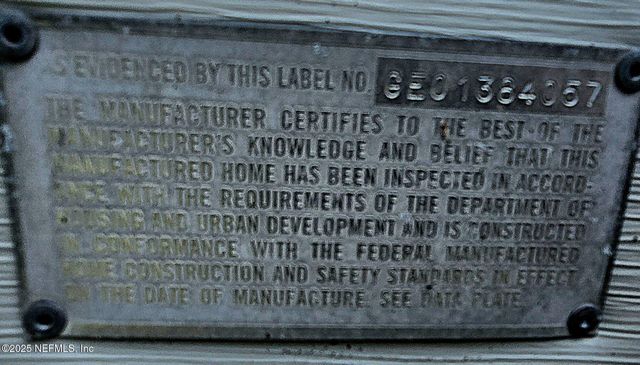 AS EVIDENCED BY THIS LABEL NO. GEO1384057
THE MANUFACTURER CERTIFIES TO THE BEST OF THE
MANUFACTURER'S KNOWLEDGE AND BELIEF THAT THIS
MANUFACTURED HOME HAS BEEN INSPECTED IN ACCORD-
ANCE WITH THE REQUIREMENTS OF THE DEPARTMENT OF
HOUSING AND URBAN DEVELOPMENT AND IS CONSTRUCTED
IN CONFORMANCE WITH THE FEDERAL MANUFACTURED
HOME CONSTRUCTION AND SAFETY STANDARDS IN EFFECT
ON THE DATE OF MANUFACTURE. SEE DATA PLATE.
©2025 NEFMLS, Inc